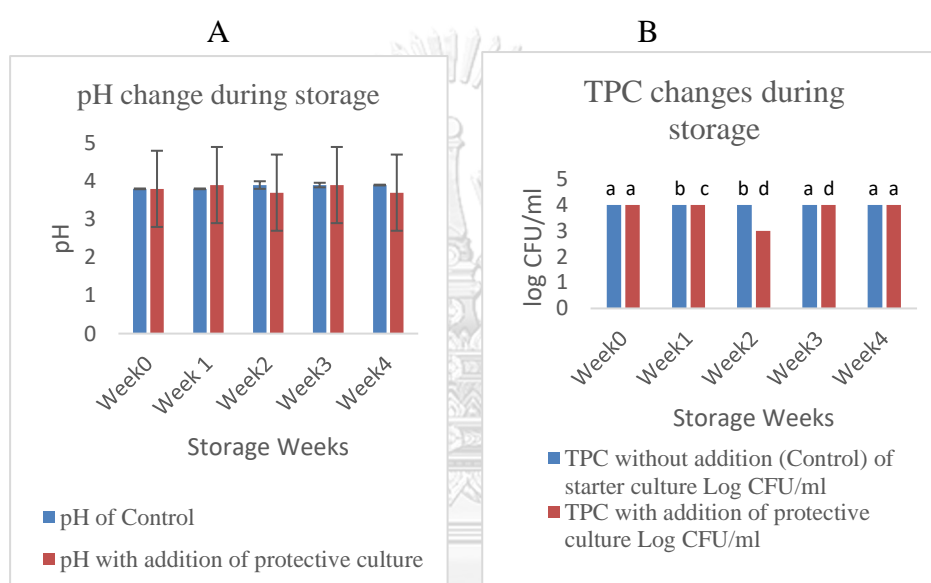 A
pH change during storage
5
4
3
2
1
0
pH
Week0
Week 1
Week2
Week3
Week4
Storage Weeks
pH of Control
pH with addition of protective culture
B
TPC changes during
storage
5
4
3
2
1
0
log CFU/ml
a a b c b d a d a a
Week0
Week1
Week2
Week3
Week4
Storage Weeks
TPC without addition (Control) of
starter culture Log CFU/ml
TPC with addition of protective
culture Log CFU/ml